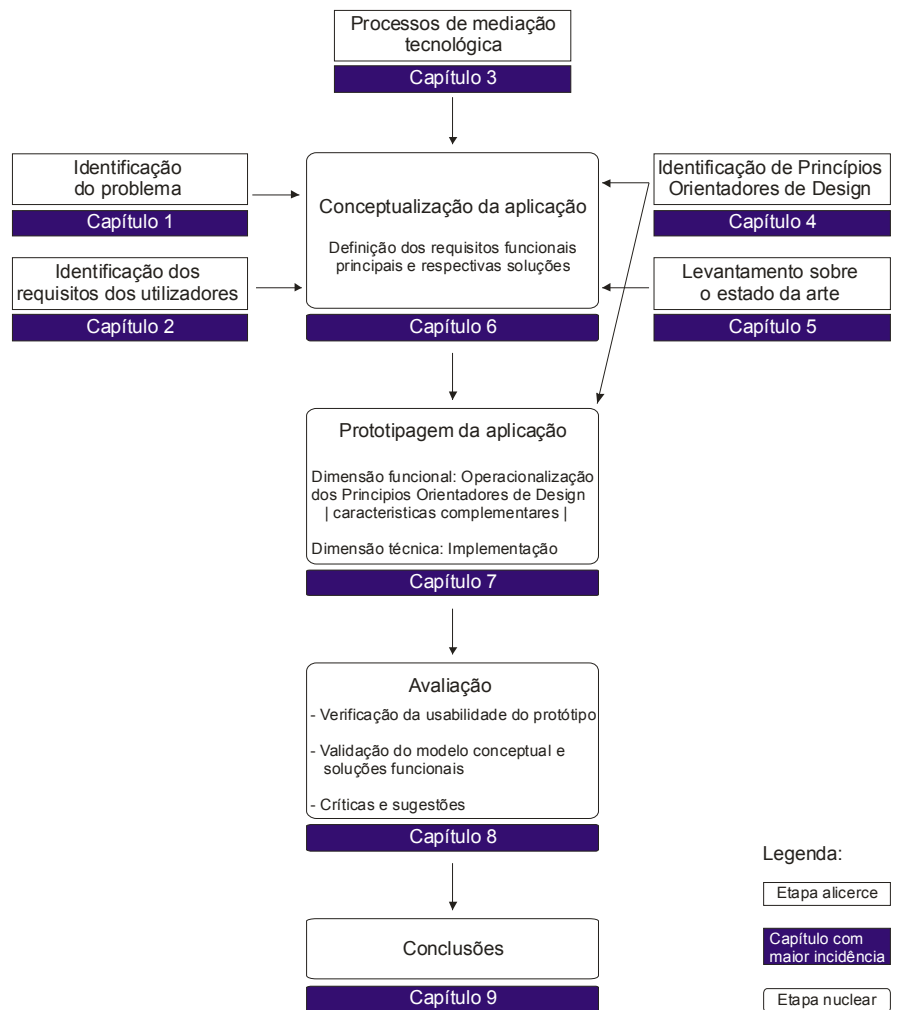 Processos de mediação
tecnológica
Capítulo 3
Identificação
do problema
Capítulo 1
Identificação dos
requisitos dos utilizadores
Capítulo 2
Conceptualização da aplicação
Definição dos requisitos funcionais
principais e respectivas soluções
Capítulo 6
Identificação de Princípios
Orientadores de Design
Capítulo 4
Levantamento sobre
o estado da arte
Capítulo 5
Prototipagem da aplicação
Dimensão funcional: Operacionalização
dos Principios Orientadores de Design
| caracteristicas complementares |
Dimensão técnica: Implementação
Capítulo 7
Avaliação
- Verificação da usabilidade do protótipo
- Validação do modelo conceptual e
soluções funcionais
- Críticas e sugestões
Capítulo 8
Conclusões
Capítulo 9
Legenda:
Etapa alicerce
Capítulo com
maior incidência
Etapa nuclear